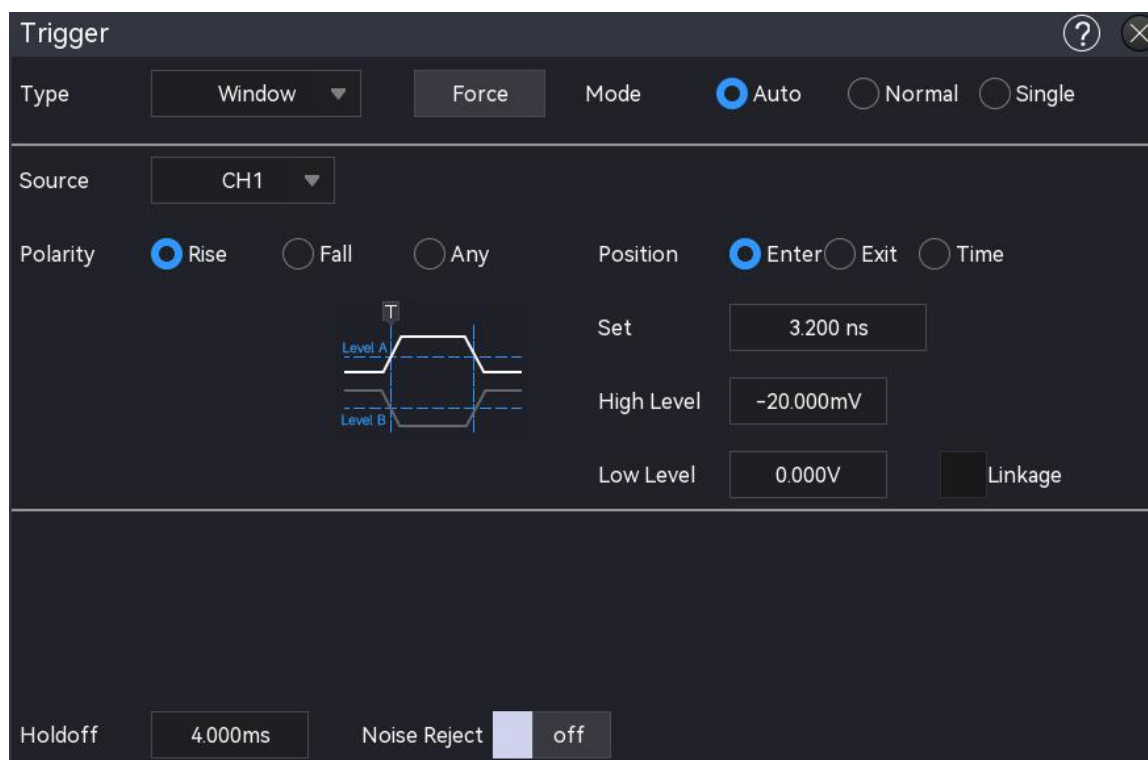 Trigger ?
Type Window Force Mode Auto Normal Single
Source CH1
Polarity Rise Fall Any Position Enter Exit Time
T
Set 3.200 ns
Level A
High Level -20.000mV
Level B
Low Level 0.000V Linkage
Holdoff 4.000ms Noise Reject off